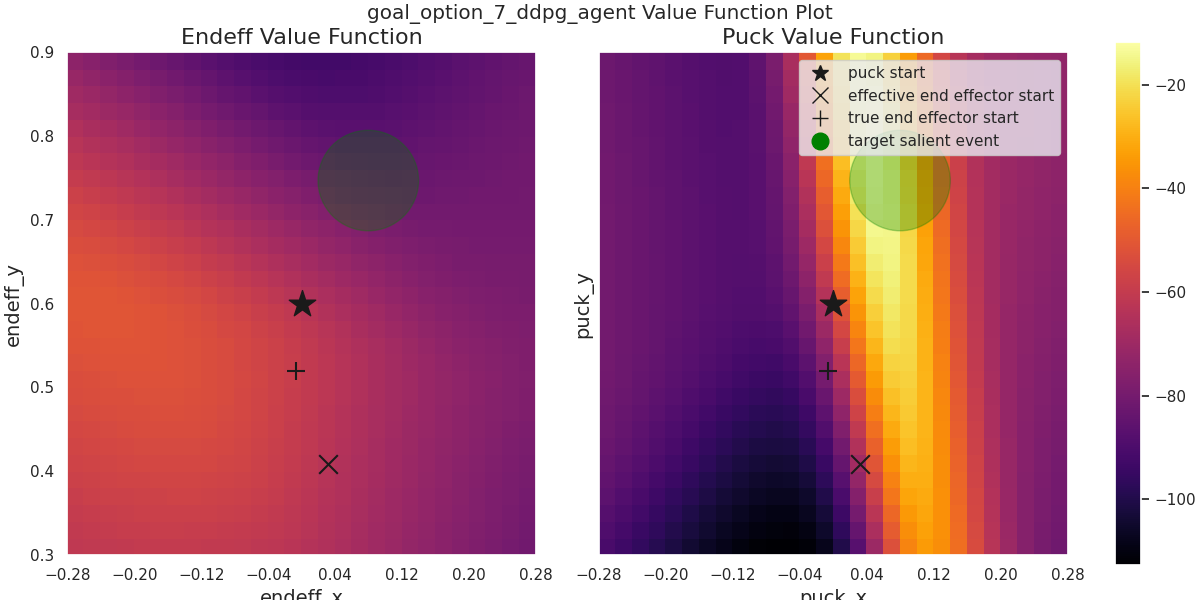 goal_option_7_ddpg_agent Value Function Plot
Endeff Value Function
Puck Value Function
0.9
0.8
0.7
0.6
0.5
0.4
0.3
endeff_y
−0.28 −0.20 −0.12 −0.04 0.04 0.12 0.20 0.28
endeff_x
puck start
effective end effector start
true end effector start
target salient event
puck_y
−0.28 −0.20 −0.12 −0.04 0.04 0.12 0.20 0.28
puck_x
−20
−40
−60
−80
−100